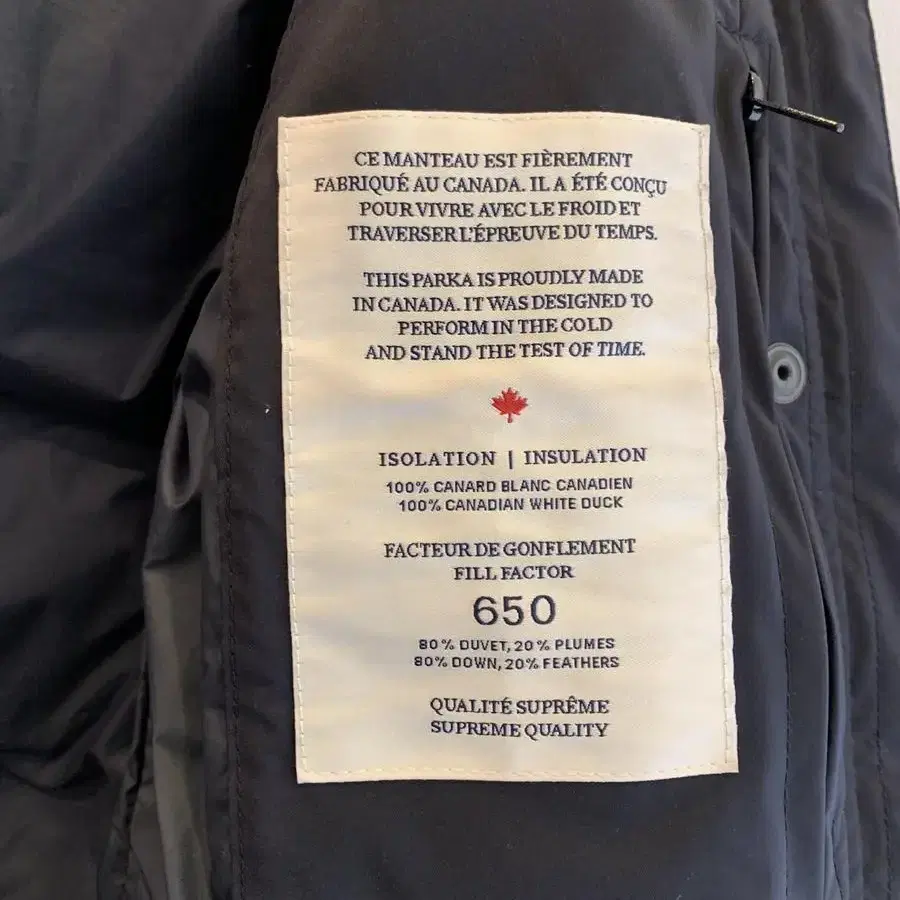 CE MANTEAU EST FIÈREMENT
FABRIQUÉ AU CANADA. IL A ÉTÉ CONÇU
POUR VIVRE AVEC LE FROID ET
TRAVERSER L'ÉPREUVE DU TEMPS.
THIS PARKA IS PROUDLY MADE
IN CANADA. IT WAS DESIGNED TO
PERFORM IN THE COLD
AND STAND THE TEST OF TIME.
ISOLATION | INSULATION
100% CANARD BLANC CANADIEN
100% CANADIAN WHITE DUCK
FACTEUR DE GONFLEMENT
FILL FACTOR
650
80% DUVET, 20% PLUMES
80% DOWN, 20% FEATHERS
QUALITÉ SUPRÊME
SUPREME QUALITY